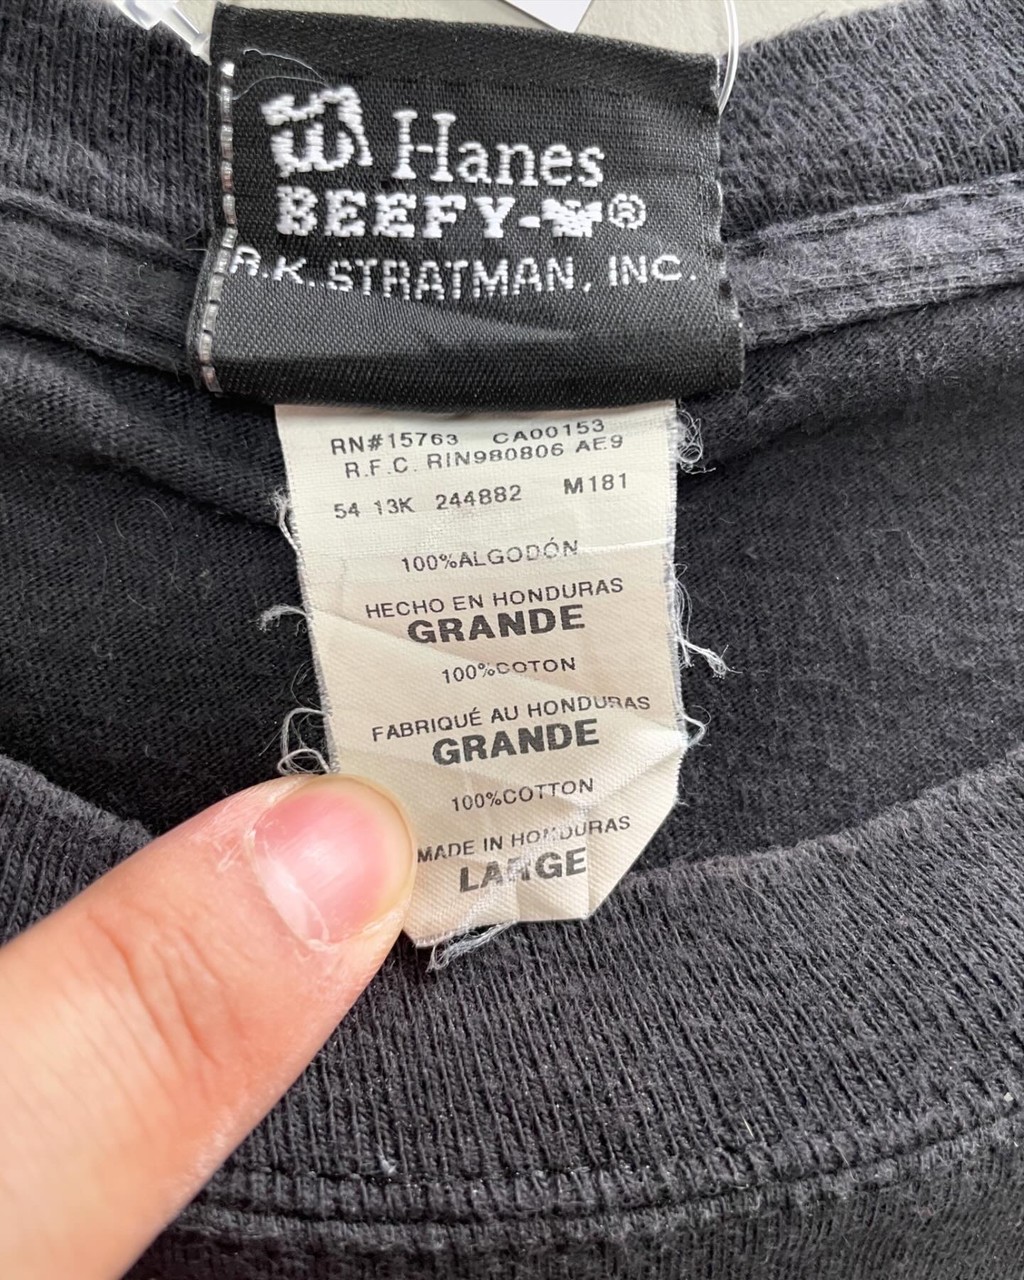 Hanes
BEEFY-T®
R.K. STRATMAN, INC.
RN#15763 CA00153
R.F.C. RIN980806 AE9
54 13K 244882 M181
100%ALGODÓN
HECHO EN HONDURAS
GRANDE
100%COTON
FABRIQUÉ AU HONDURAS
GRANDE
100%COTTON
MADE IN HONDURAS
LARGE